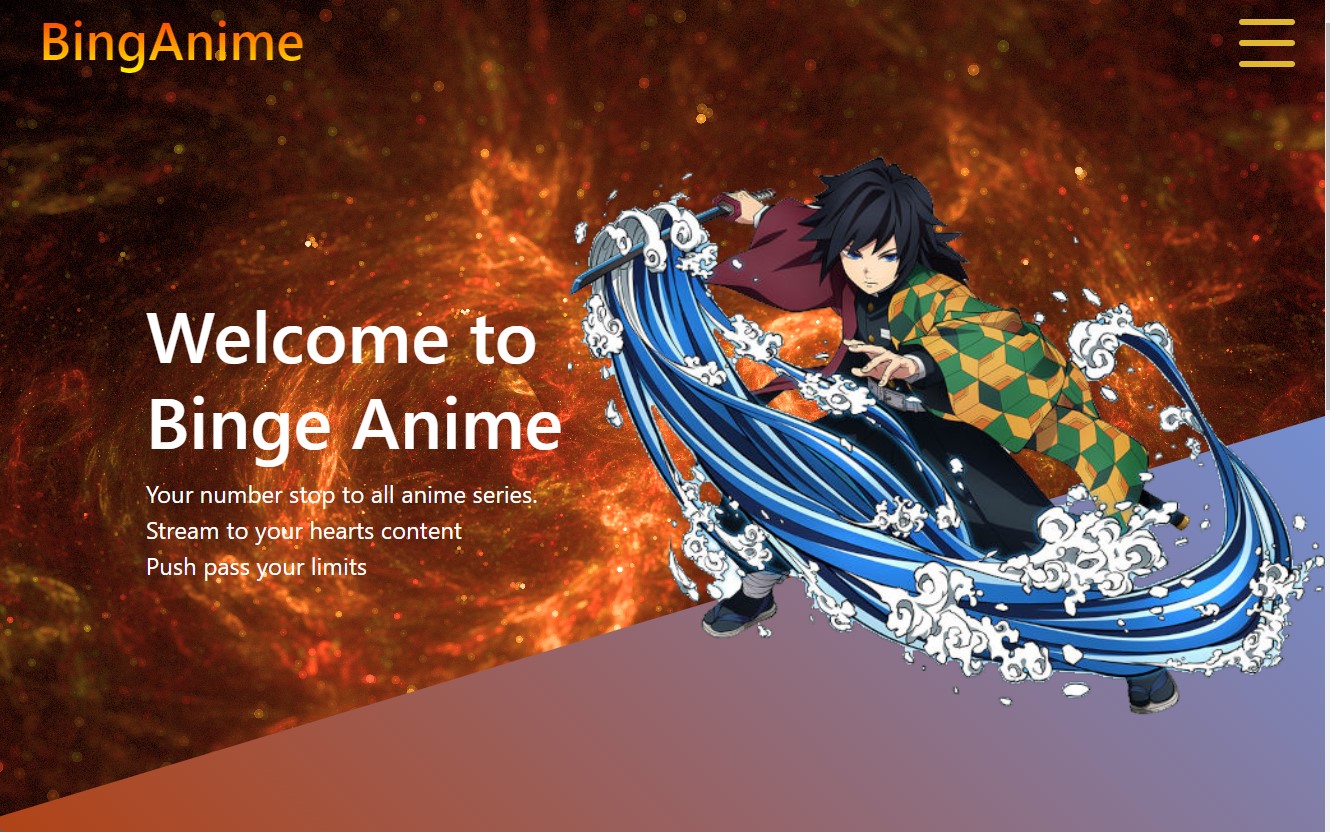 BingAnime
Welcome to
Binge Anime
Your number stop to all anime series.
Stream to your hearts content
Push pass your limits